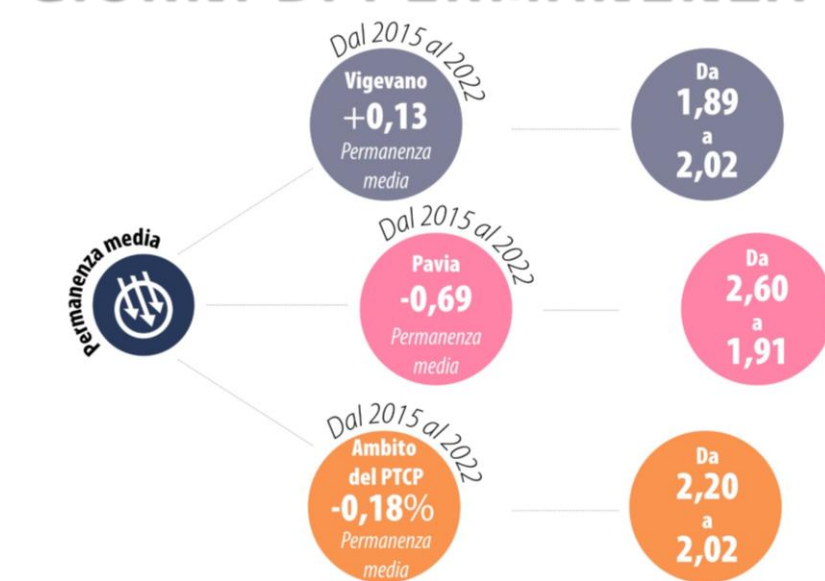 Permanenza media
Dal 2015 al 2022
Vigevano
+0,13
Permanenza
media
Da
1,89
a
2,02
Dal 2015 al 2022
Pavia
-0,69
Permanenza
media
Da
2,60
a
1,91
Dal 2015 al 2022
Ambito
del PTCP
-0,18%
Permanenza
media
Da
2,20
a
2,02